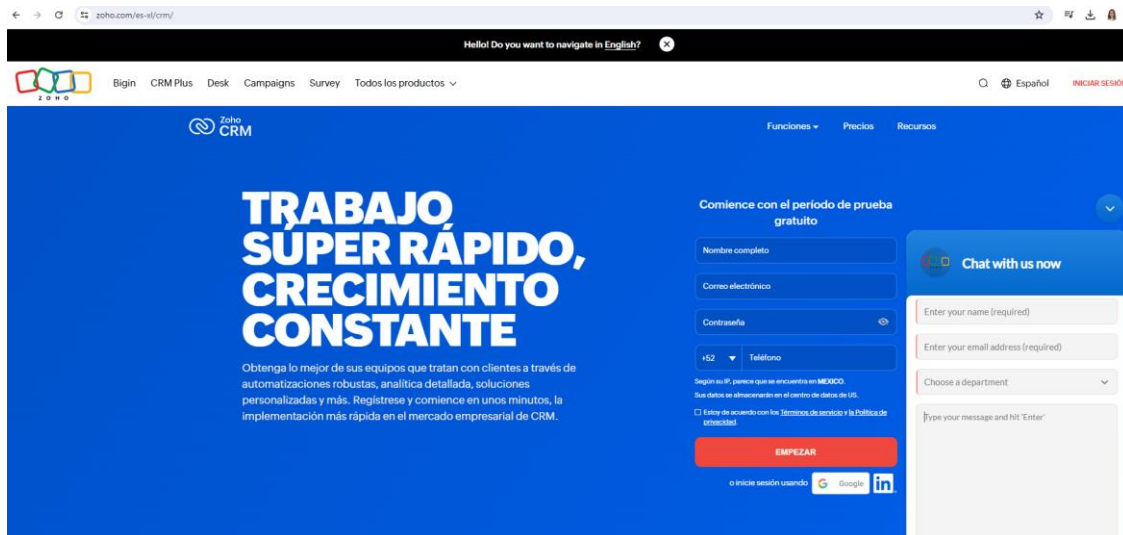 zoho.com/es-xl/crm/
Hello! Do you want to navigate in English?
ZOHO
Bigin CRM Plus Desk Campaigns Survey Todos los productos
Español INICIAR SESIÓN
Zoho
CRM
Funciones Precios Recursos
TRABAJO
SÚPER RÁPIDO,
CRECIMIENTO
CONSTANTE
Obtenga lo mejor de sus equipos que tratan con clientes a través de
automatizaciones robustas, analítica detallada, soluciones
personalizadas y más. Regístrese y comience en unos minutos, la
implementación más rápida en el mercado empresarial de CRM.
Comience con el período de prueba
gratuito
Nombre completo
Correo electrónico
Contraseña
+52 Teléfono
Según su IP, parece que se encuentra en MEXICO.
Sus datos se almacenarán en el centro de datos de US.
Estoy de acuerdo con los Términos de servicio y la Política de
privacidad.
EMPEZAR
o inicie sesión usando Google in
Chat with us now
Enter your name (required)
Enter your email address (required)
Choose a department
Type your message and hit 'Enter'